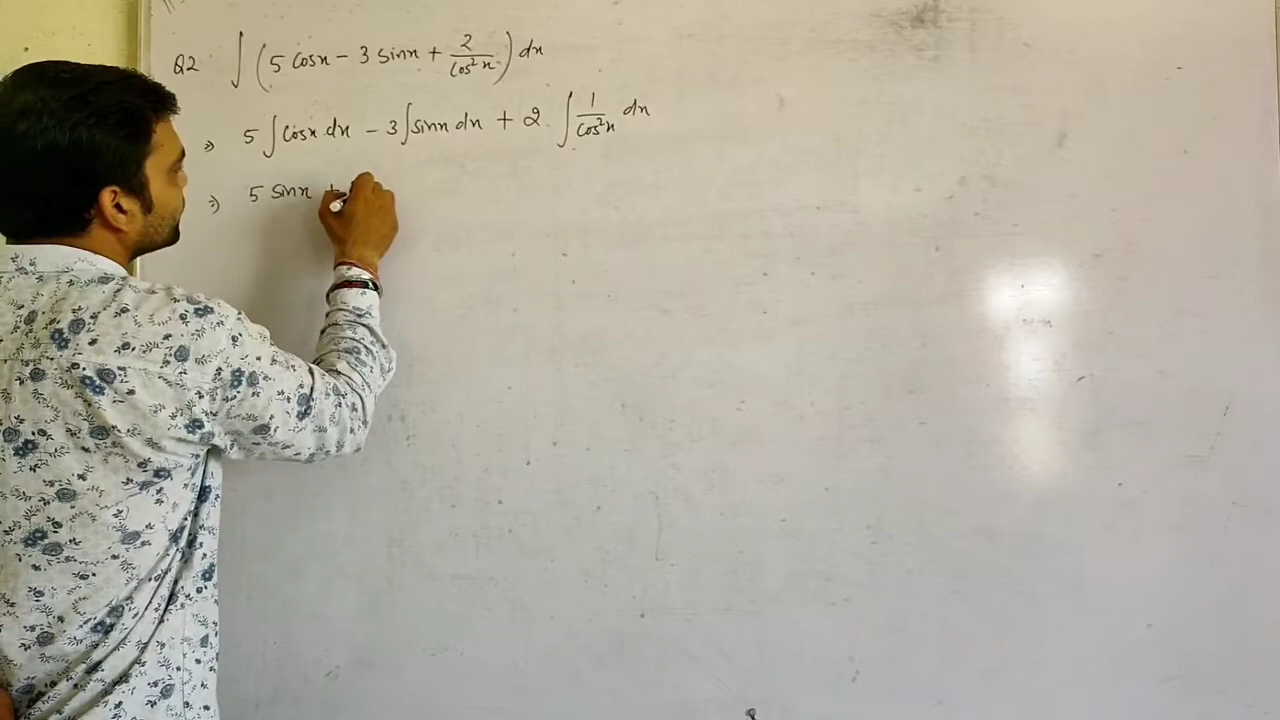 Q2 ∫ (5 cosx - 3 sinx + 2/cos²x) dx
⇒ 5 ∫ cosx dx - 3 ∫ sinx dx + 2 · ∫ 1/cos²x dx
⇒ 5 sinx +